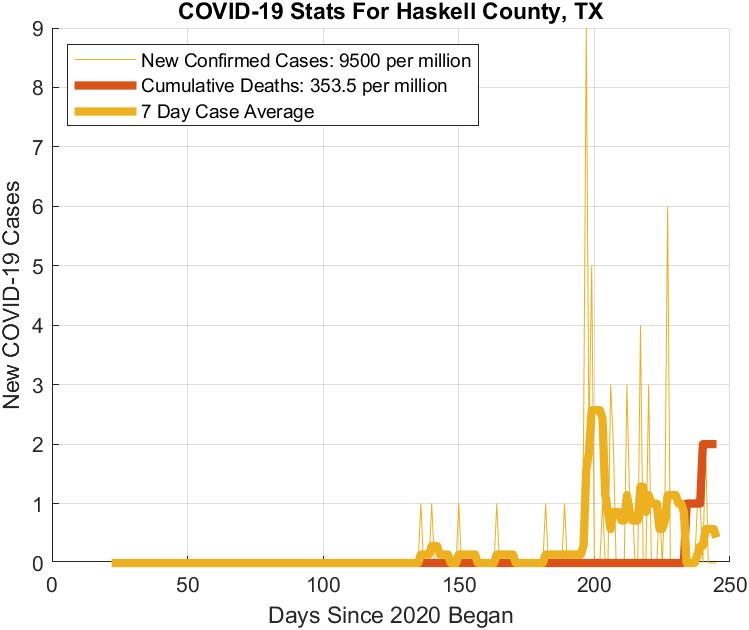 COVID-19 Stats For Haskell County, TX
New Confirmed Cases: 9500 per million
Cumulative Deaths: 353.5 per million
7 Day Case Average
New COVID-19 Cases
9
8
7
6
5
4
3
2
1
0
0 50 100 150 200 250
Days Since 2020 Began